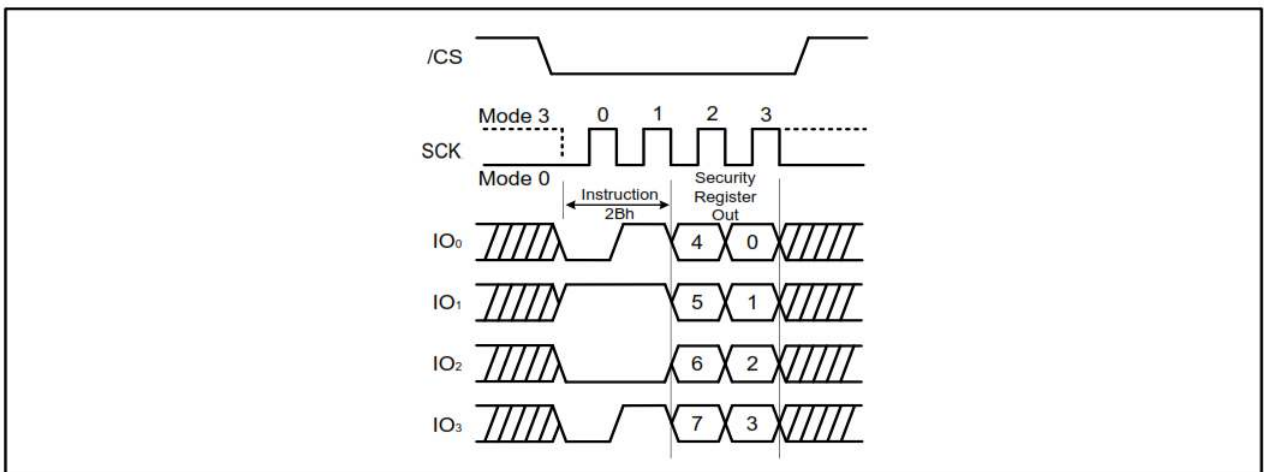 /CS
Mode 3 0 1 2 3
SCK
Mode 0
Instruction
2Bh
Security
Register
Out
IO₀ 4 0
IO₁ 5 1
IO₂ 6 2
IO₃ 7 3